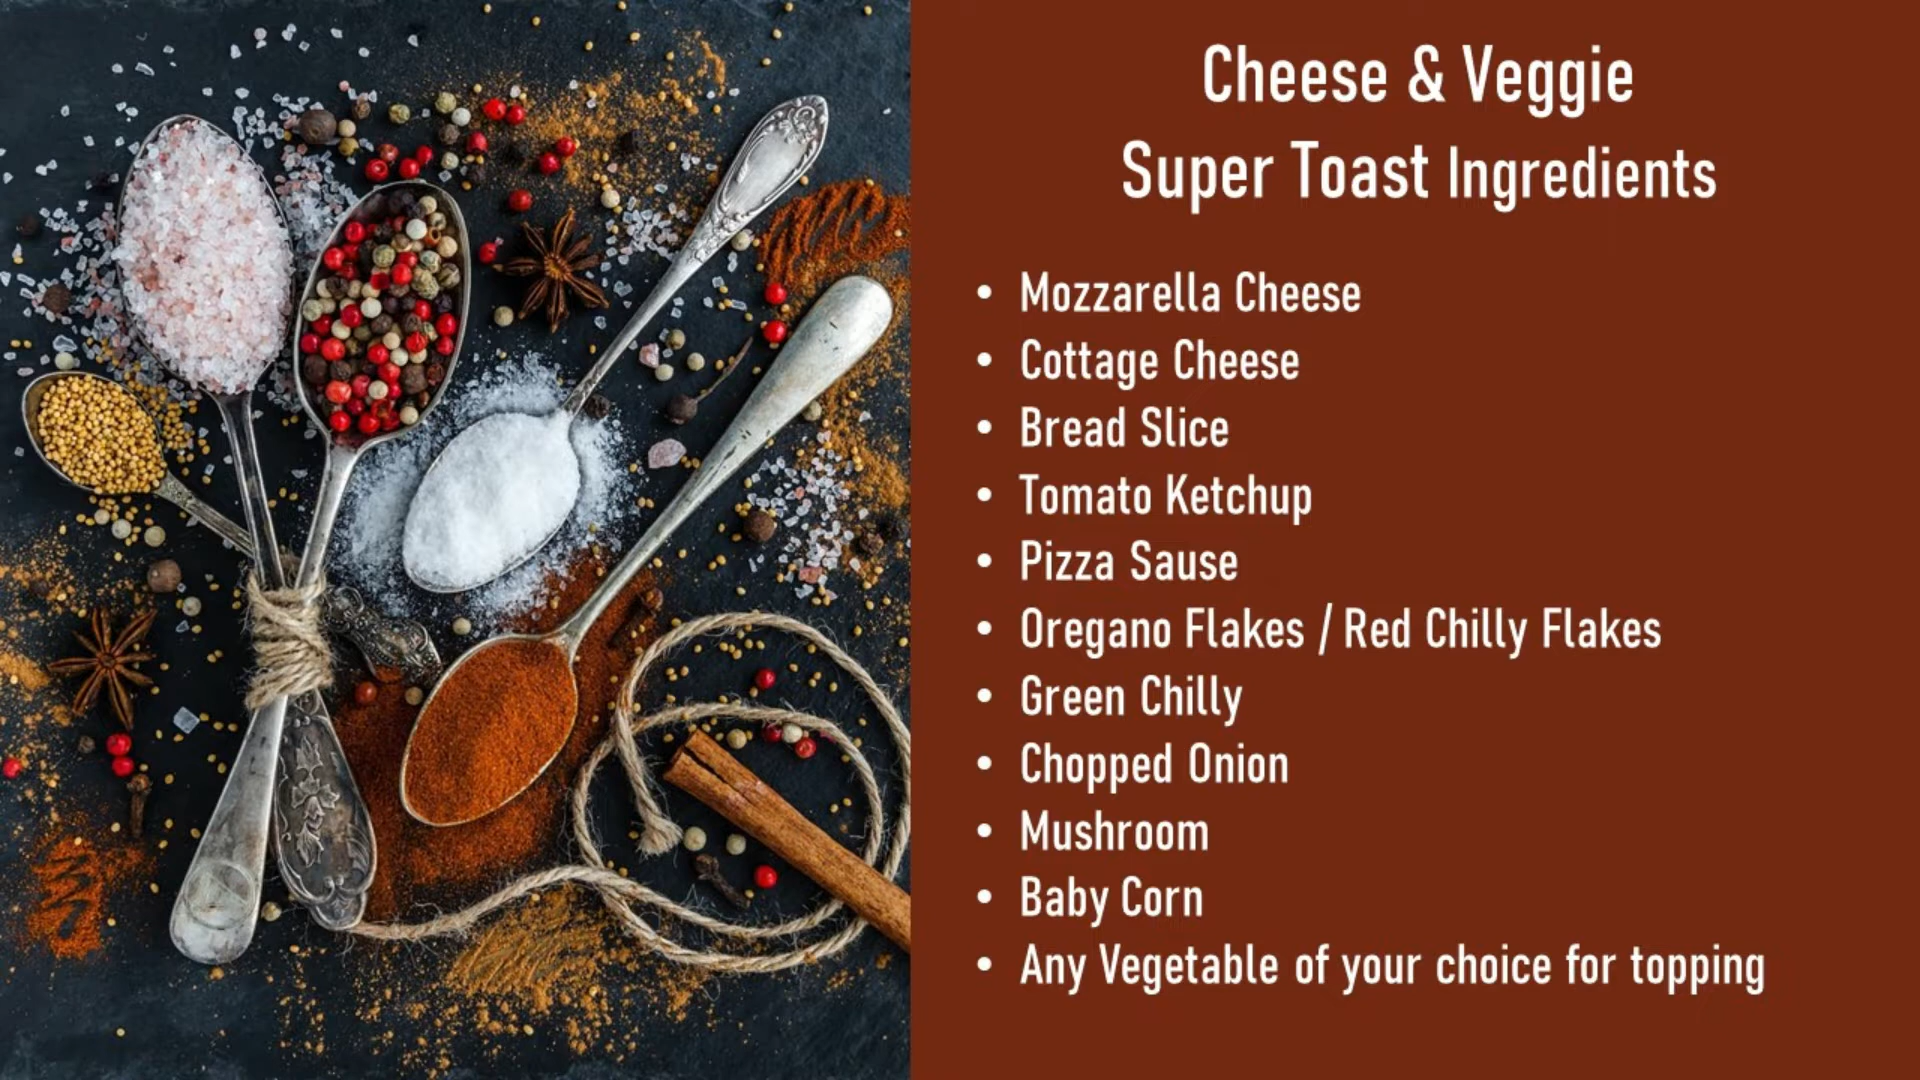 Cheese & Veggie
Super Toast Ingredients
• Mozzarella Cheese
• Cottage Cheese
• Bread Slice
• Tomato Ketchup
• Pizza Sause
• Oregano Flakes / Red Chilly Flakes
• Green Chilly
• Chopped Onion
• Mushroom
• Baby Corn
• Any Vegetable of your choice for topping